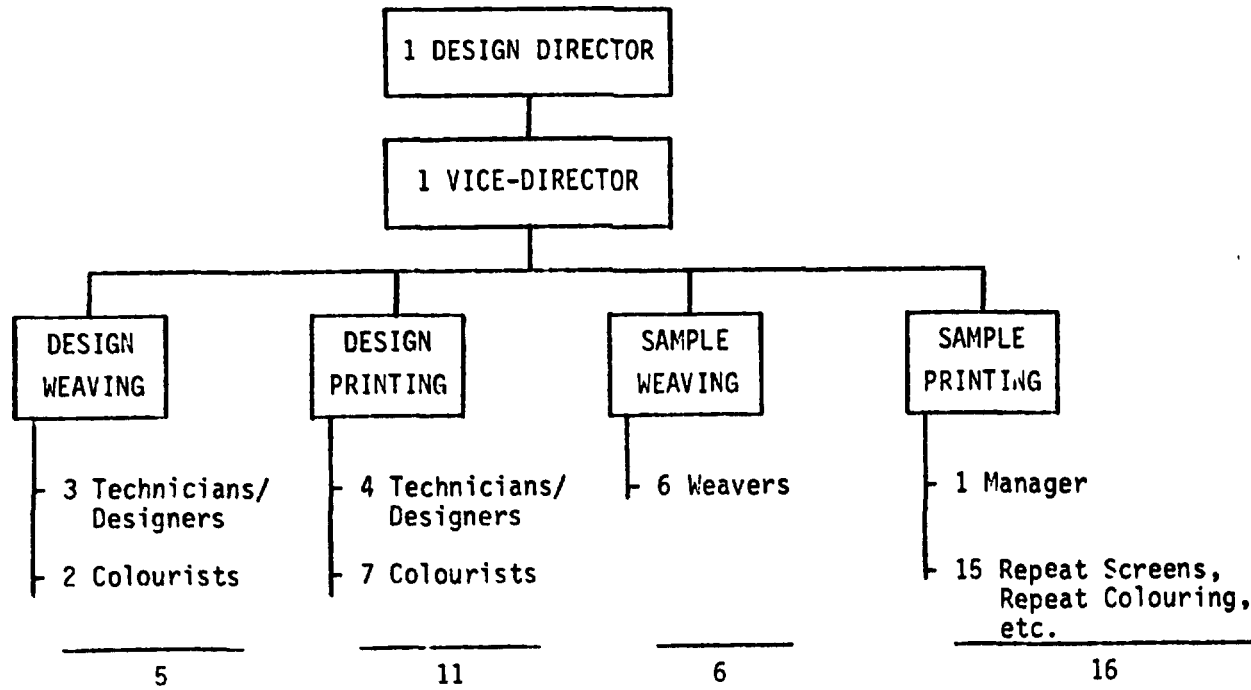 1 DESIGN DIRECTOR
1 VICE-DIRECTOR
DESIGN
WEAVING
3 Technicians/
Designers
2 Colourists
5
DESIGN
PRINTING
4 Technicians/
Designers
7 Colourists
11
SAMPLE
WEAVING
6 Weavers
6
SAMPLE
PRINTING
1 Manager
15 Repeat Screens,
Repeat Colouring,
etc.
16